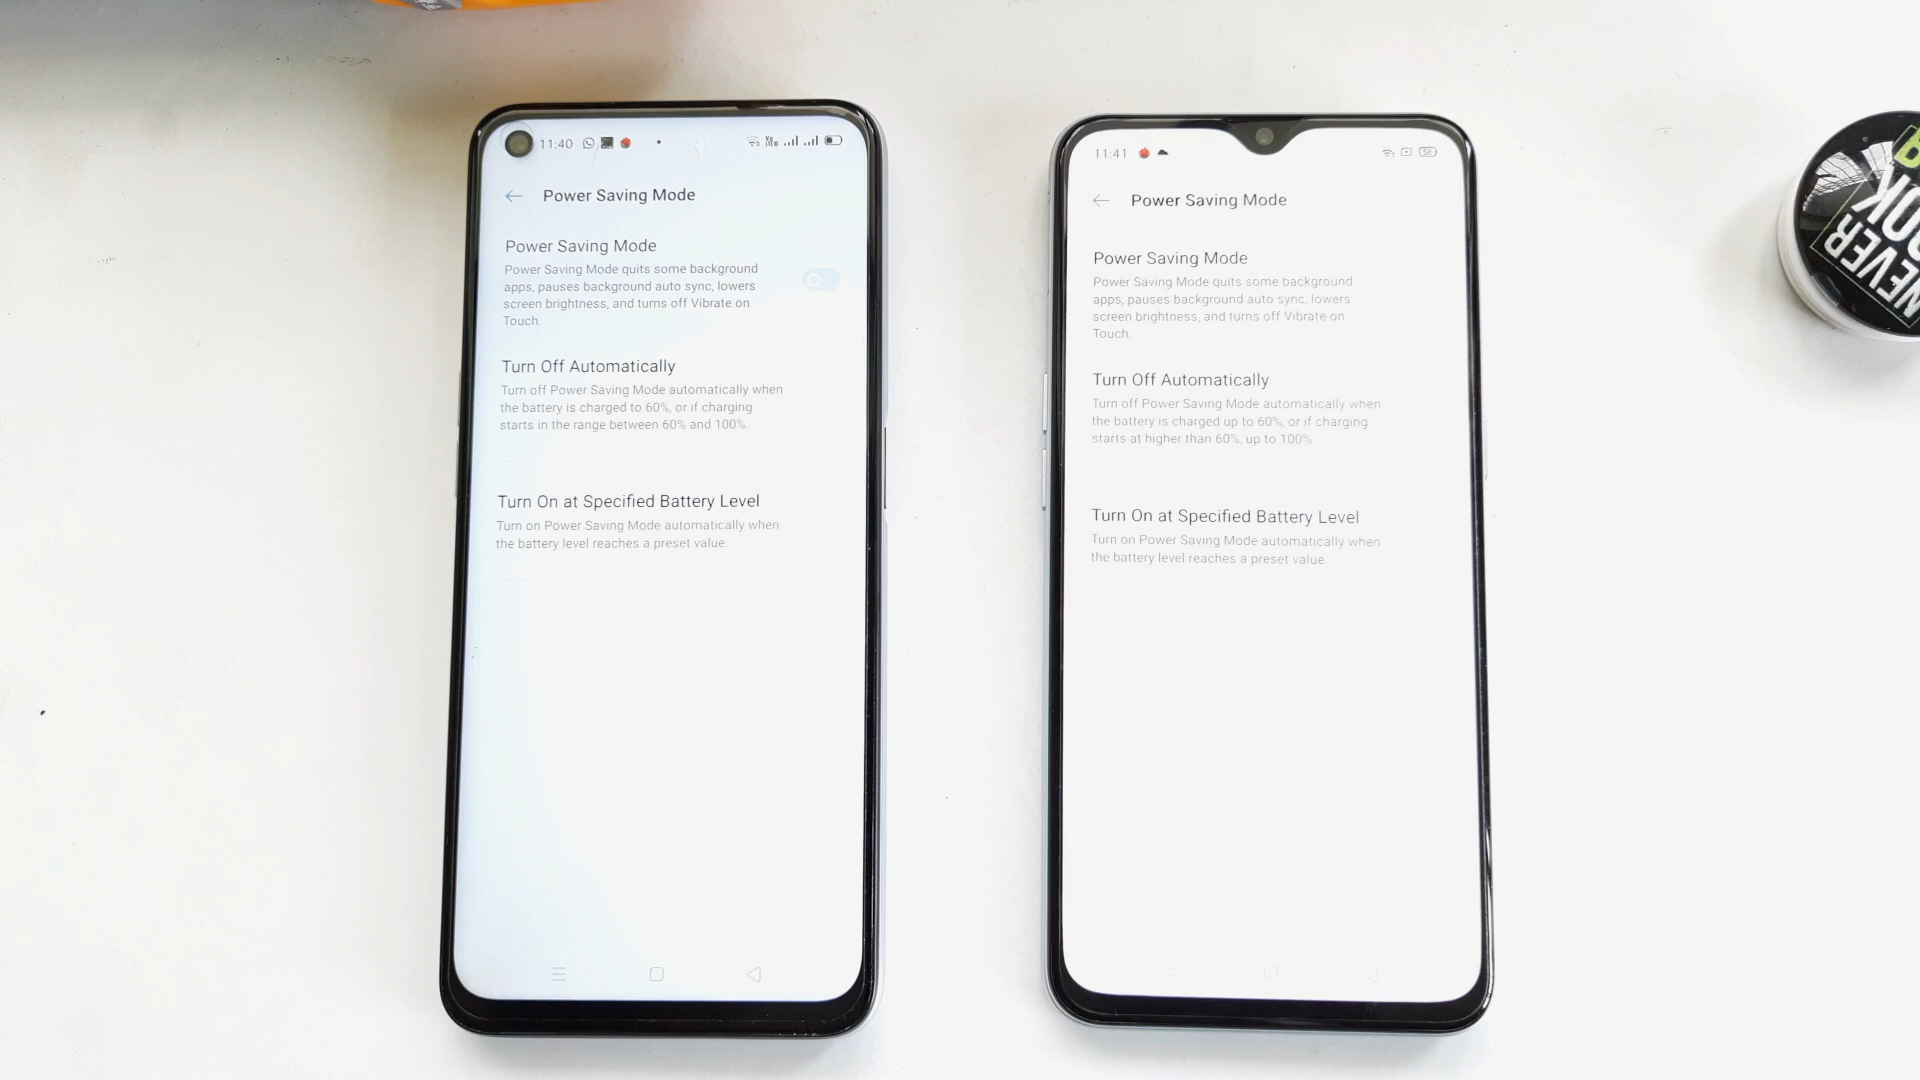 11:40
Power Saving Mode
Power Saving Mode
Power Saving Mode quits some background
apps, pauses background auto sync, lowers
screen brightness, and turns off Vibrate on
Touch.
Turn Off Automatically
Turn off Power Saving Mode automatically when
the battery is charged to 60%, or if charging
starts in the range between 60% and 100%.
Turn On at Specified Battery Level
Turn on Power Saving Mode automatically when
the battery level reaches a preset value.
11:41
Power Saving Mode
Power Saving Mode
Power Saving Mode quits some background
apps, pauses background auto sync, lowers
screen brightness, and turns off Vibrate on
Touch.
Turn Off Automatically
Turn off Power Saving Mode automatically when
the battery is charged up to 60%, or if charging
starts at higher than 60%, up to 100%.
Turn On at Specified Battery Level
Turn on Power Saving Mode automatically when
the battery level reaches a preset value.
NEVER